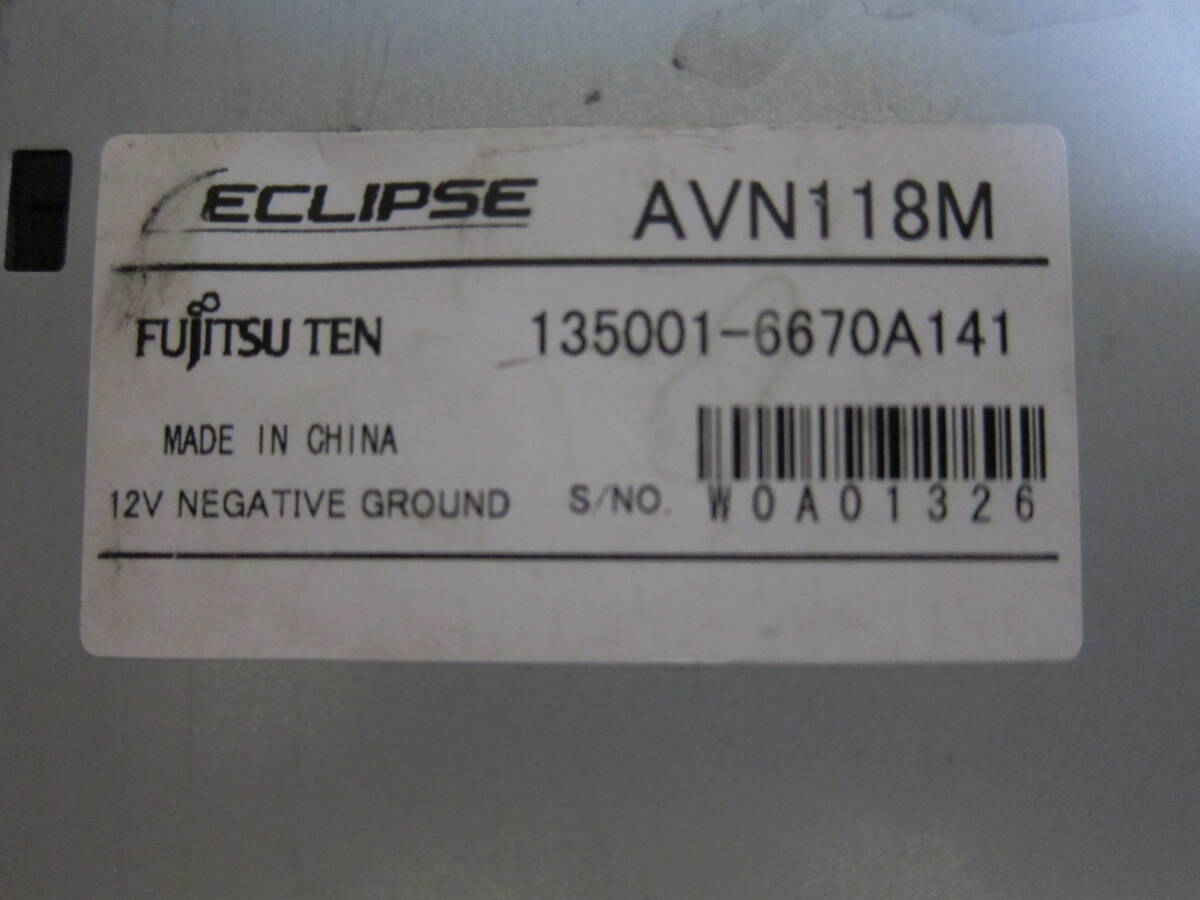 ECLIPSE AVN118M
FUJITSU TEN 135001-6670A141
MADE IN CHINA
12V NEGATIVE GROUND S/NO. W0A01326